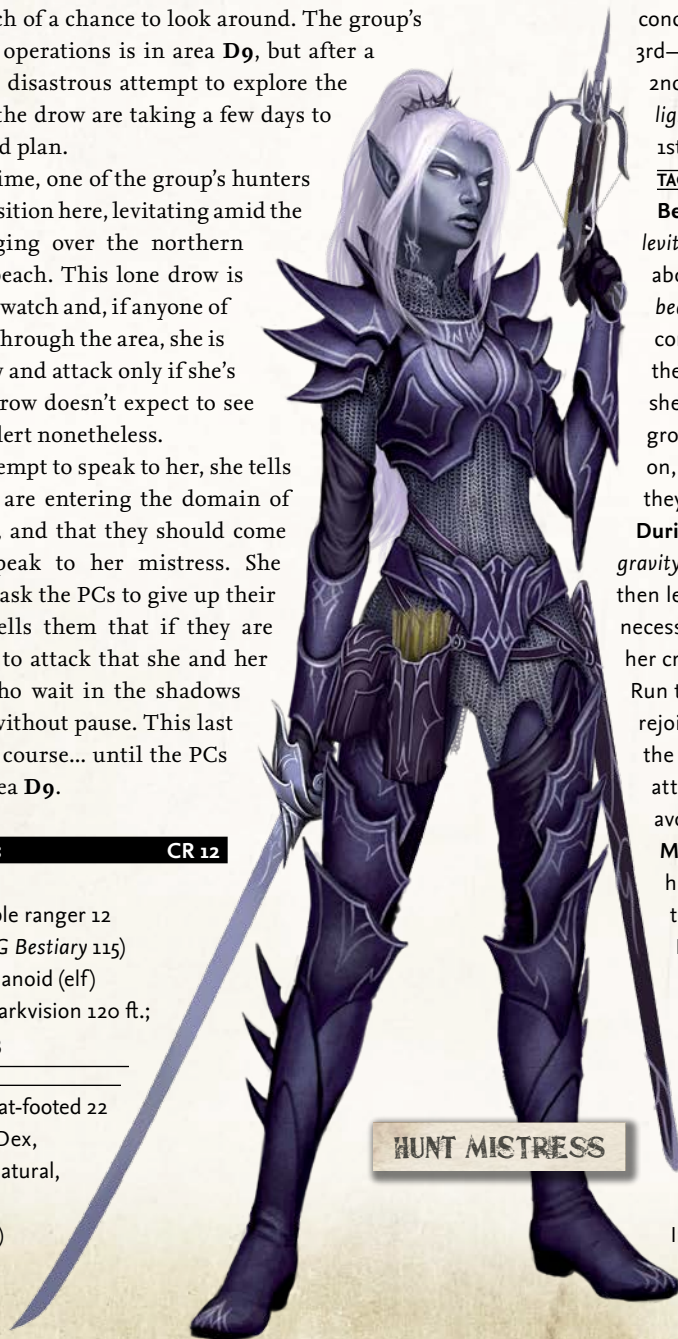 ch of a chance to look around. The group's
operations is in area D9, but after a
disastrous attempt to explore the
the drow are taking a few days to
d plan.
ime, one of the group's hunters
sition here, levitating amid the
ging over the northern
each. This lone drow is
watch and, if anyone of
hrough the area, she is
y and attack only if she's
row doesn't expect to see
lert nonetheless.
empt to speak to her, she tells
are entering the domain of
, and that they should come
peak to her mistress. She
ask the PCs to give up their
ells them that if they are
to attack that she and her
ho wait in the shadows
without pause. This last
course... until the PCs
ea D9.
CR 12
ple ranger 12
G Bestiary 115)
anoid (elf)
arkvision 120 ft.;
at-footed 22
Dex,
atural,
)
HUNT MISTRESS
conc
3rd—
2nd
lig
1st
TAC
Be
levit
abo
bea
con
the
she
gro
on,
they
Duri
gravity
then le
necess
her cr
Run t
rejoi
the
att
avo
M
h
t
I